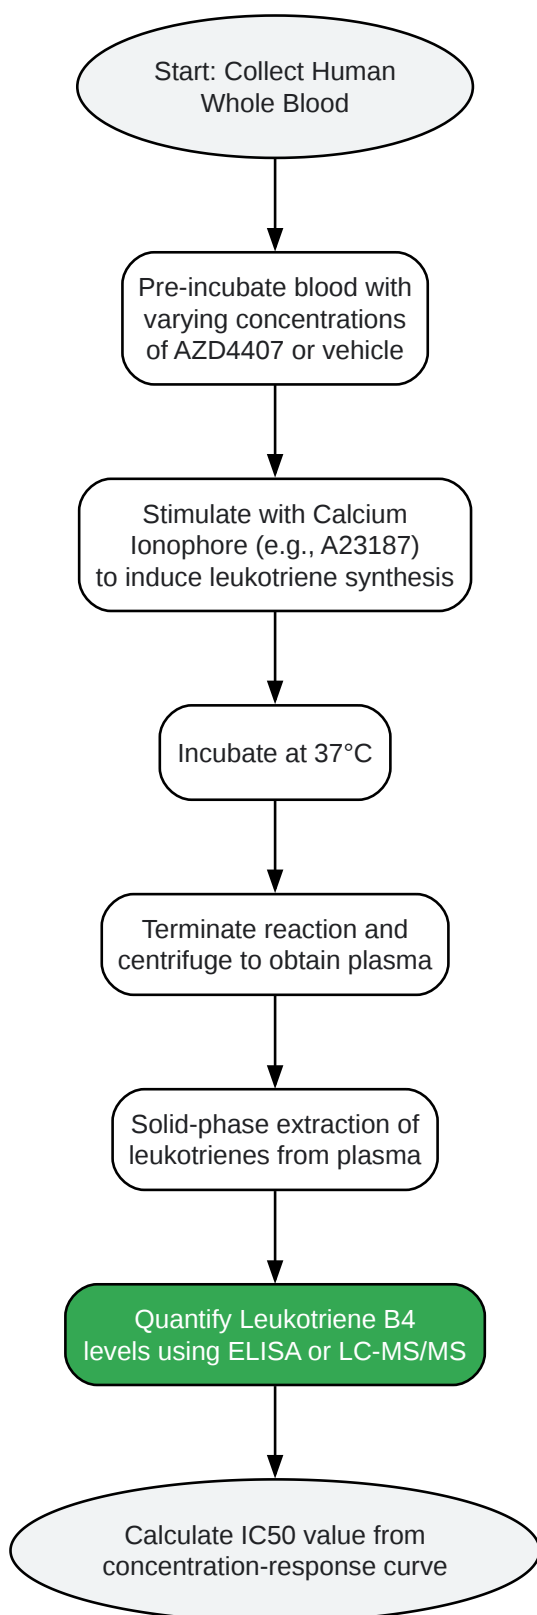 Start: Collect Human
Whole Blood
Pre-incubate blood with
varying concentrations
of AZD4407 or vehicle
Stimulate with Calcium
Ionophore (e.g., A23187)
to induce leukotriene synthesis
Incubate at 37°C
Terminate reaction and
centrifuge to obtain plasma
Solid-phase extraction of
leukotrienes from plasma
Quantify Leukotriene B4
levels using ELISA or LC-MS/MS
Calculate IC50 value from
concentration-response curve